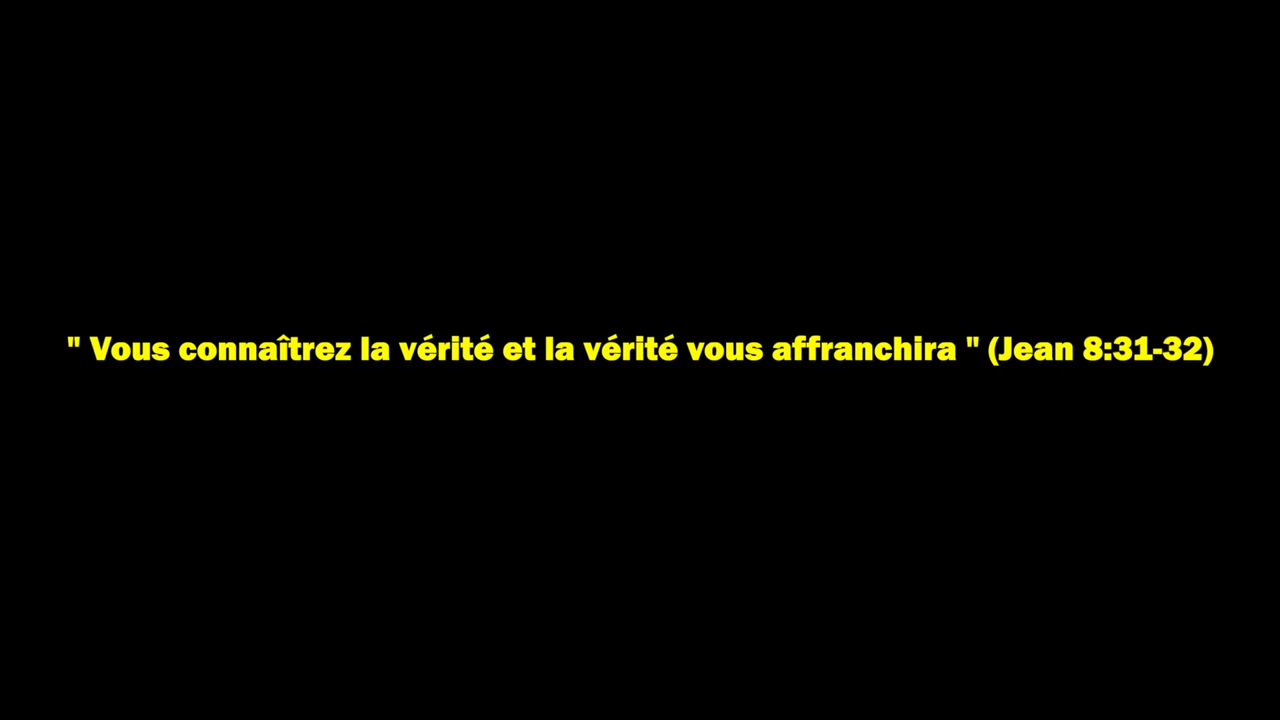 " Vous connaîtrez la vérité et la vérité vous affranchira " (Jean 8:31-32)